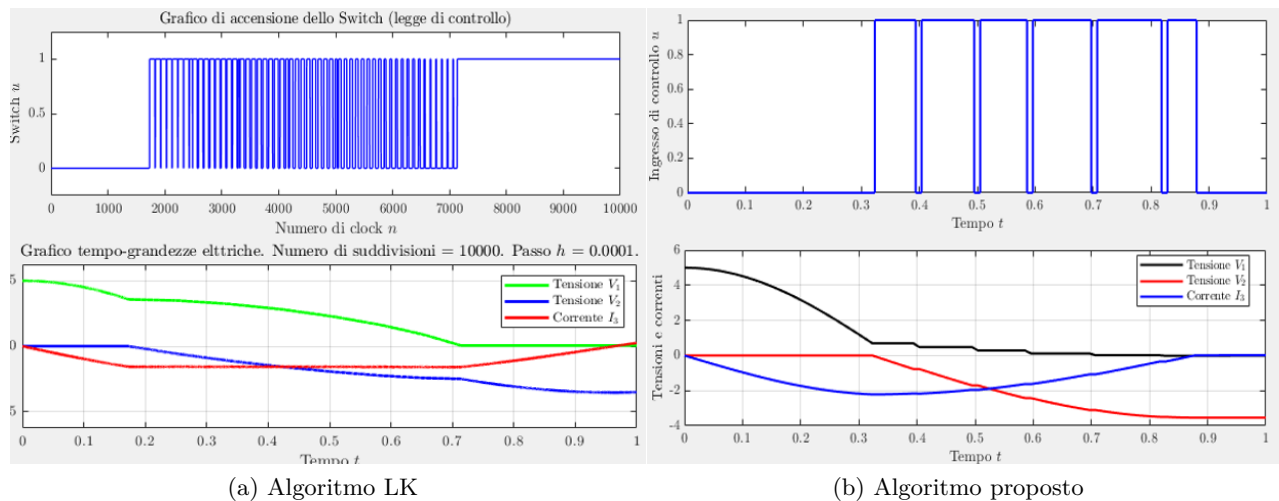 Grafico di accensione dello Switch (legge di controllo)
Switch u
1
0.5
0
0 1000 2000 3000 4000 5000 6000 7000 8000 9000 10000
Numero di clock n
Grafico tempo-grandezze elttriche. Numero di suddivisioni = 10000. Passo h = 0.0001.
5
0
5
Tensione V1
Tensione V2
Corrente I3
0 0.1 0.2 0.3 0.4 0.5 0.6 0.7 0.8 0.9 1
Tempo t
(a) Algoritmo LK
Ingresso di controllo u
1
0.8
0.6
0.4
0.2
0
0 0.1 0.2 0.3 0.4 0.5 0.6 0.7 0.8 0.9 1
Tempo t
Tensioni e correnti
6
4
2
0
-2
-4
Tensione V1
Tensione V2
Corrente I3
0 0.1 0.2 0.3 0.4 0.5 0.6 0.7 0.8 0.9 1
Tempo t
(b) Algoritmo proposto